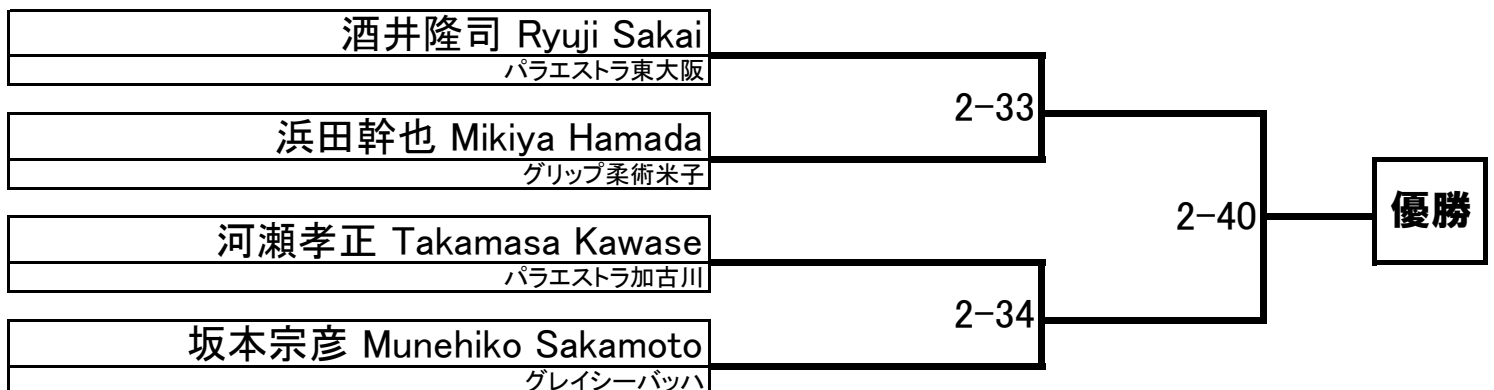 酒井隆司 Ryuji Sakai
パラエストラ東大阪
2-33
浜田幹也 Mikiya Hamada
グリップ柔術米子
2-40
優勝
河瀬孝正 Takamasa Kawase
パラエストラ加古川
2-34
坂本宗彦 Munehiko Sakamoto
グレイシーバッハ